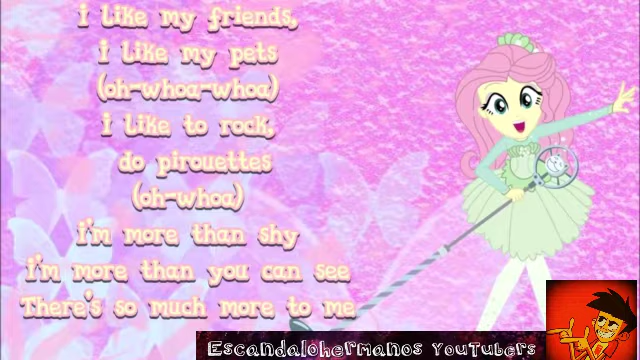 i like my friends,
i like my pets
(oh-whoa-whoa)
i like to rock,
do pirouettes
(oh-whoa)
i'm more than shy
i'm more than you can see
There's so much more to me
Escandalohermanos YouTubers